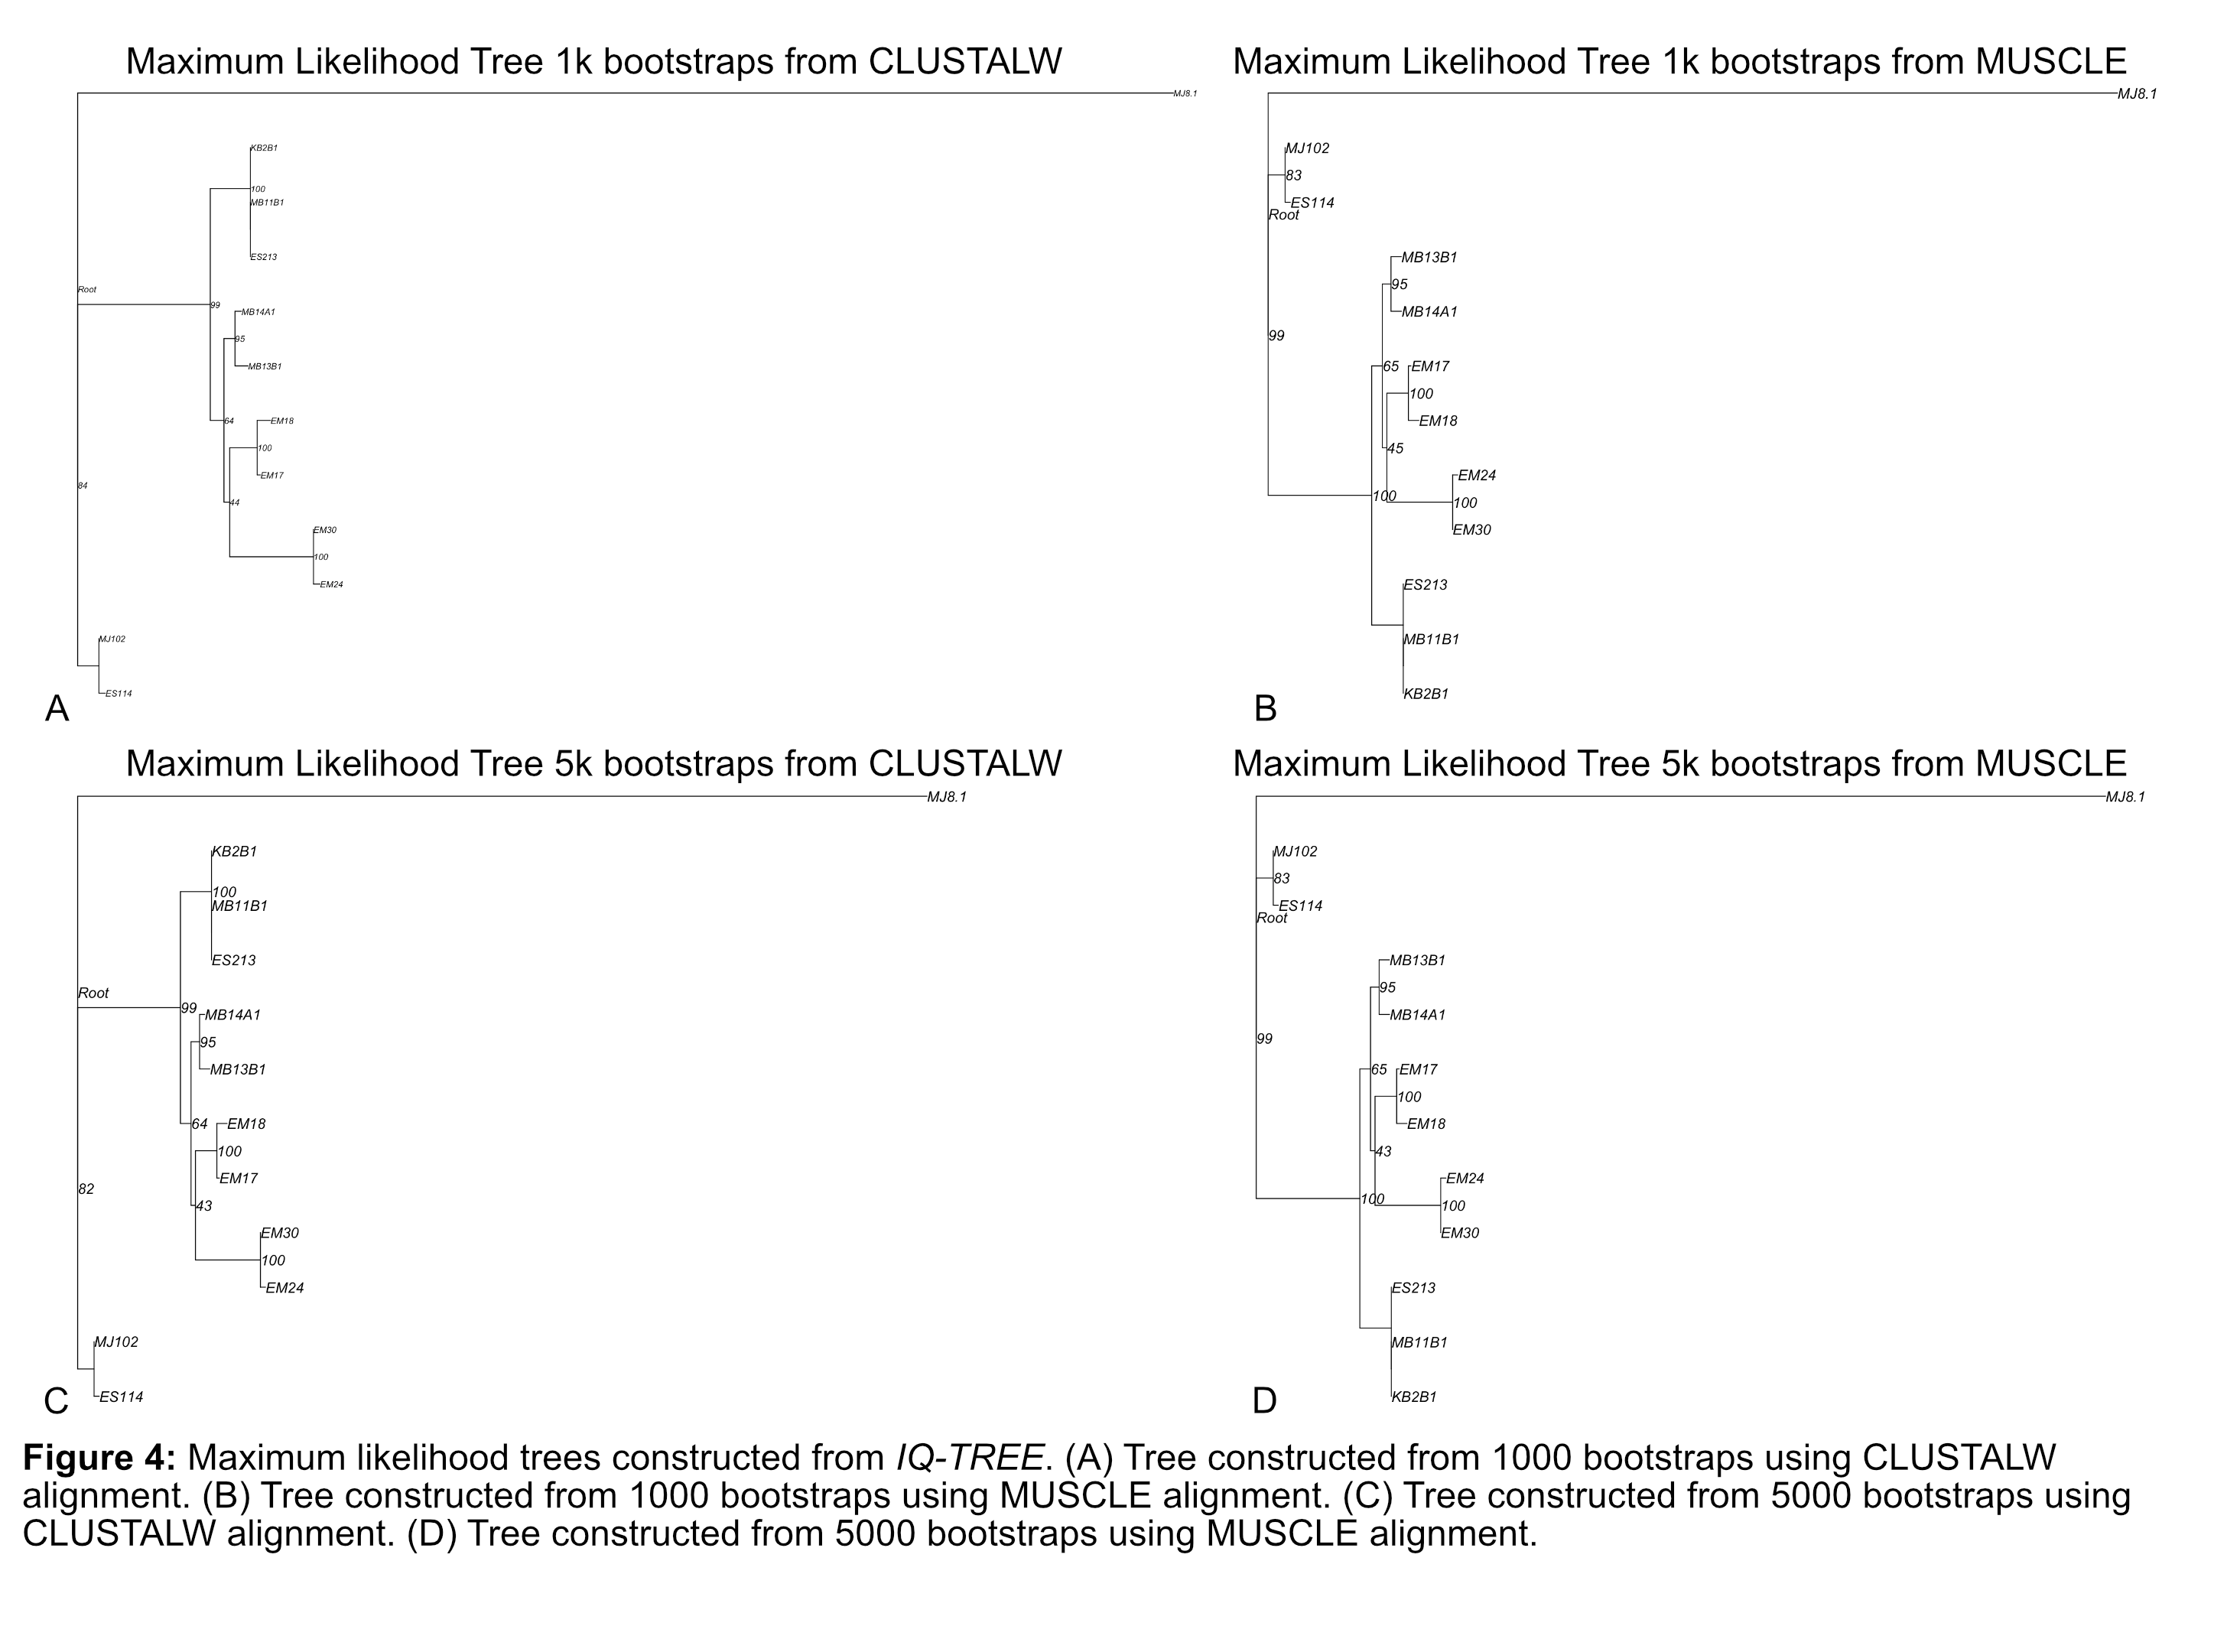 Maximum Likelihood Tree 1k bootstraps from CLUSTALW
MJ8.1
KB2B1
100
MB11B1
ES213
Root
99
MB14A1
95
MB13B1
64
EM18
100
EM17
84
44
EM30
100
EM24
MJ102
ES114
A
Maximum Likelihood Tree 1k bootstraps from MUSCLE
MJ8.1
MJ102
83
ES114
Root
MB13B1
95
MB14A1
99
65
EM17
100
EM18
45
EM24
100
100
EM30
ES213
MB11B1
KB2B1
B
Maximum Likelihood Tree 5k bootstraps from CLUSTALW
MJ8.1
KB2B1
100
MB11B1
ES213
Root
99
MB14A1
95
MB13B1
64
EM18
100
EM17
82
43
EM30
100
EM24
MJ102
ES114
C
Maximum Likelihood Tree 5k bootstraps from MUSCLE
MJ8.1
MJ102
83
ES114
Root
MB13B1
95
MB14A1
99
65
EM17
100
EM18
43
EM24
100
100
EM30
ES213
MB11B1
KB2B1
D
Figure 4: Maximum likelihood trees constructed from IQ-TREE. (A) Tree constructed from 1000 bootstraps using CLUSTALW
alignment. (B) Tree constructed from 1000 bootstraps using MUSCLE alignment. (C) Tree constructed from 5000 bootstraps using
CLUSTALW alignment. (D) Tree constructed from 5000 bootstraps using MUSCLE alignment.